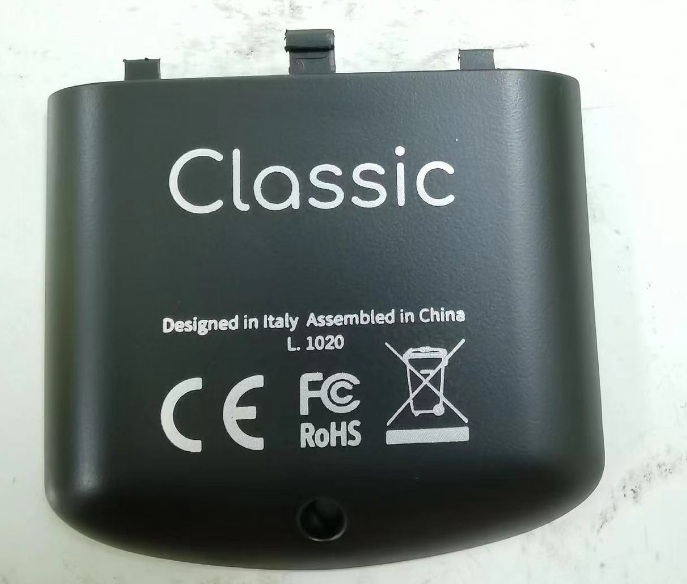 Classic
Designed in Italy Assembled in China
L. 1020
CE FC
RoHS